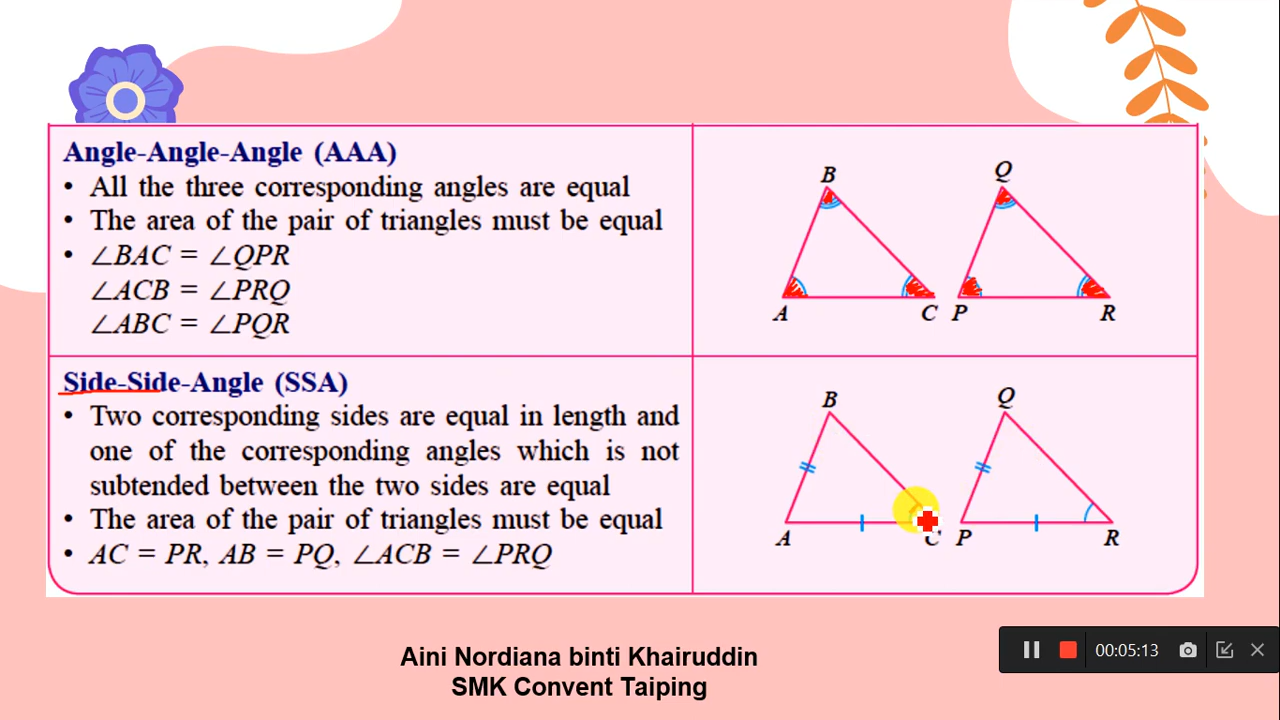 Angle-Angle-Angle (AAA)
• All the three corresponding angles are equal
• The area of the pair of triangles must be equal
• ∠BAC = ∠QPR
∠ACB = ∠PRQ
∠ABC = ∠PQR
B
Q
A
C
P
R
Side-Side-Angle (SSA)
• Two corresponding sides are equal in length and
one of the corresponding angles which is not
subtended between the two sides are equal
• The area of the pair of triangles must be equal
• AC = PR, AB = PQ, ∠ACB = ∠PRQ
B
Q
A
C
P
R
Aini Nordiana binti Khairuddin
SMK Convent Taiping
00:05:13